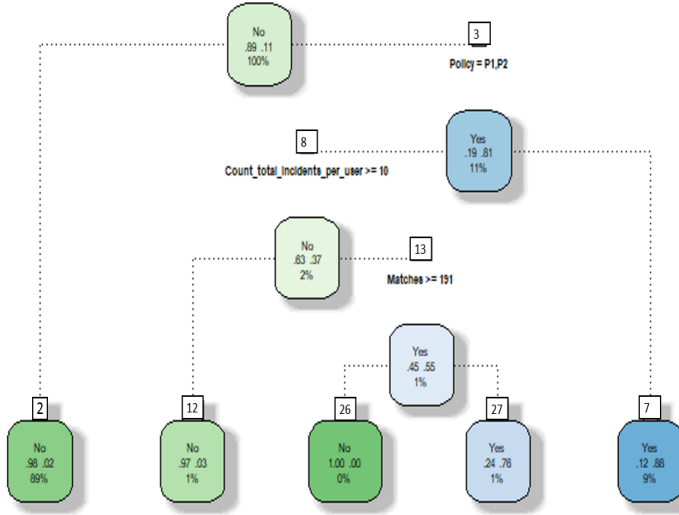 No
.89 .11
100%
3
Policy = P1,P2
8
Count_total_incidents_per_user >= 10
Yes
.19 .81
11%
No
.63 .37
2%
13
Matches >= 191
Yes
.45 .55
1%
2
12
26
27
7
No
.98 .02
89%
No
.97 .03
1%
No
1.00 .00
0%
Yes
.24 .76
1%
Yes
.12 .88
9%